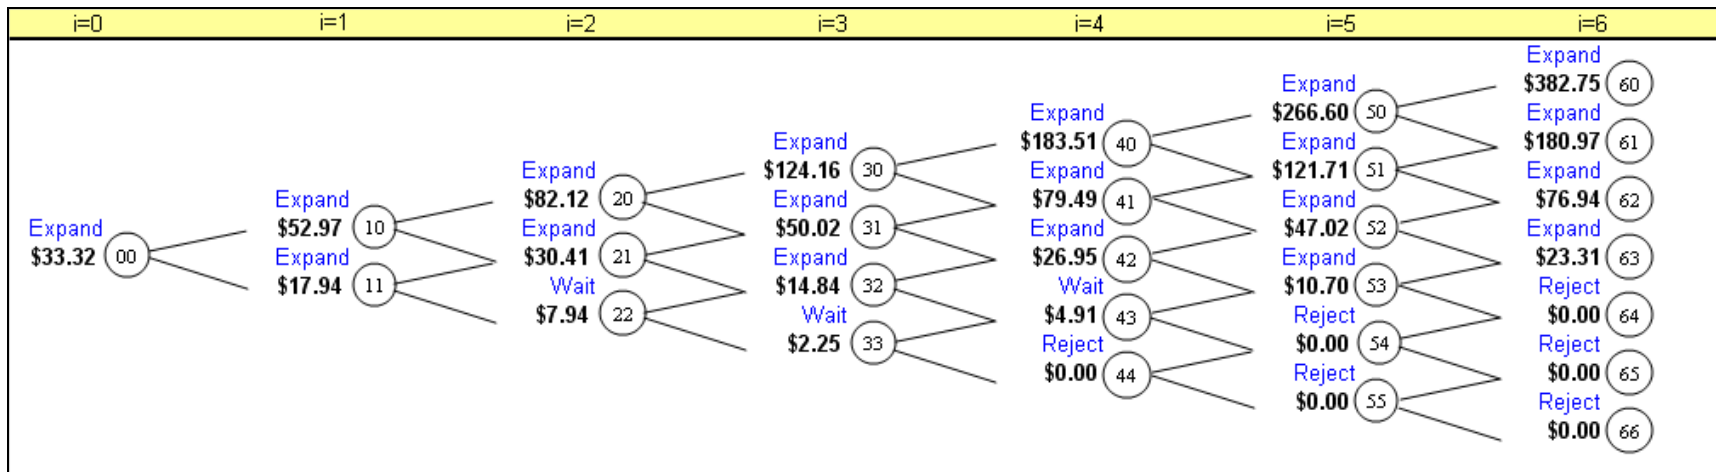 i=0 i=1 i=2 i=3 i=4 i=5 i=6
Expand
$382.75 60
Expand
$266.60 50
Expand
$183.51 40
Expand
$180.97 61
Expand
$124.16 30
Expand
$121.71 51
Expand
$82.12 20
Expand
$79.49 41
Expand
$76.94 62
Expand
$52.97 10
Expand
$50.02 31
Expand
$47.02 52
Expand
$33.32 00
Expand
$30.41 21
Expand
$26.95 42
Expand
$23.31 63
Expand
$17.94 11
Expand
$14.84 32
Expand
$10.70 53
Wait
$7.94 22
Wait
$4.91 43
Reject
$0.00 64
Wait
$2.25 33
Reject
$0.00 54
Reject
$0.00 44
Reject
$0.00 65
Reject
$0.00 55
Reject
$0.00 66